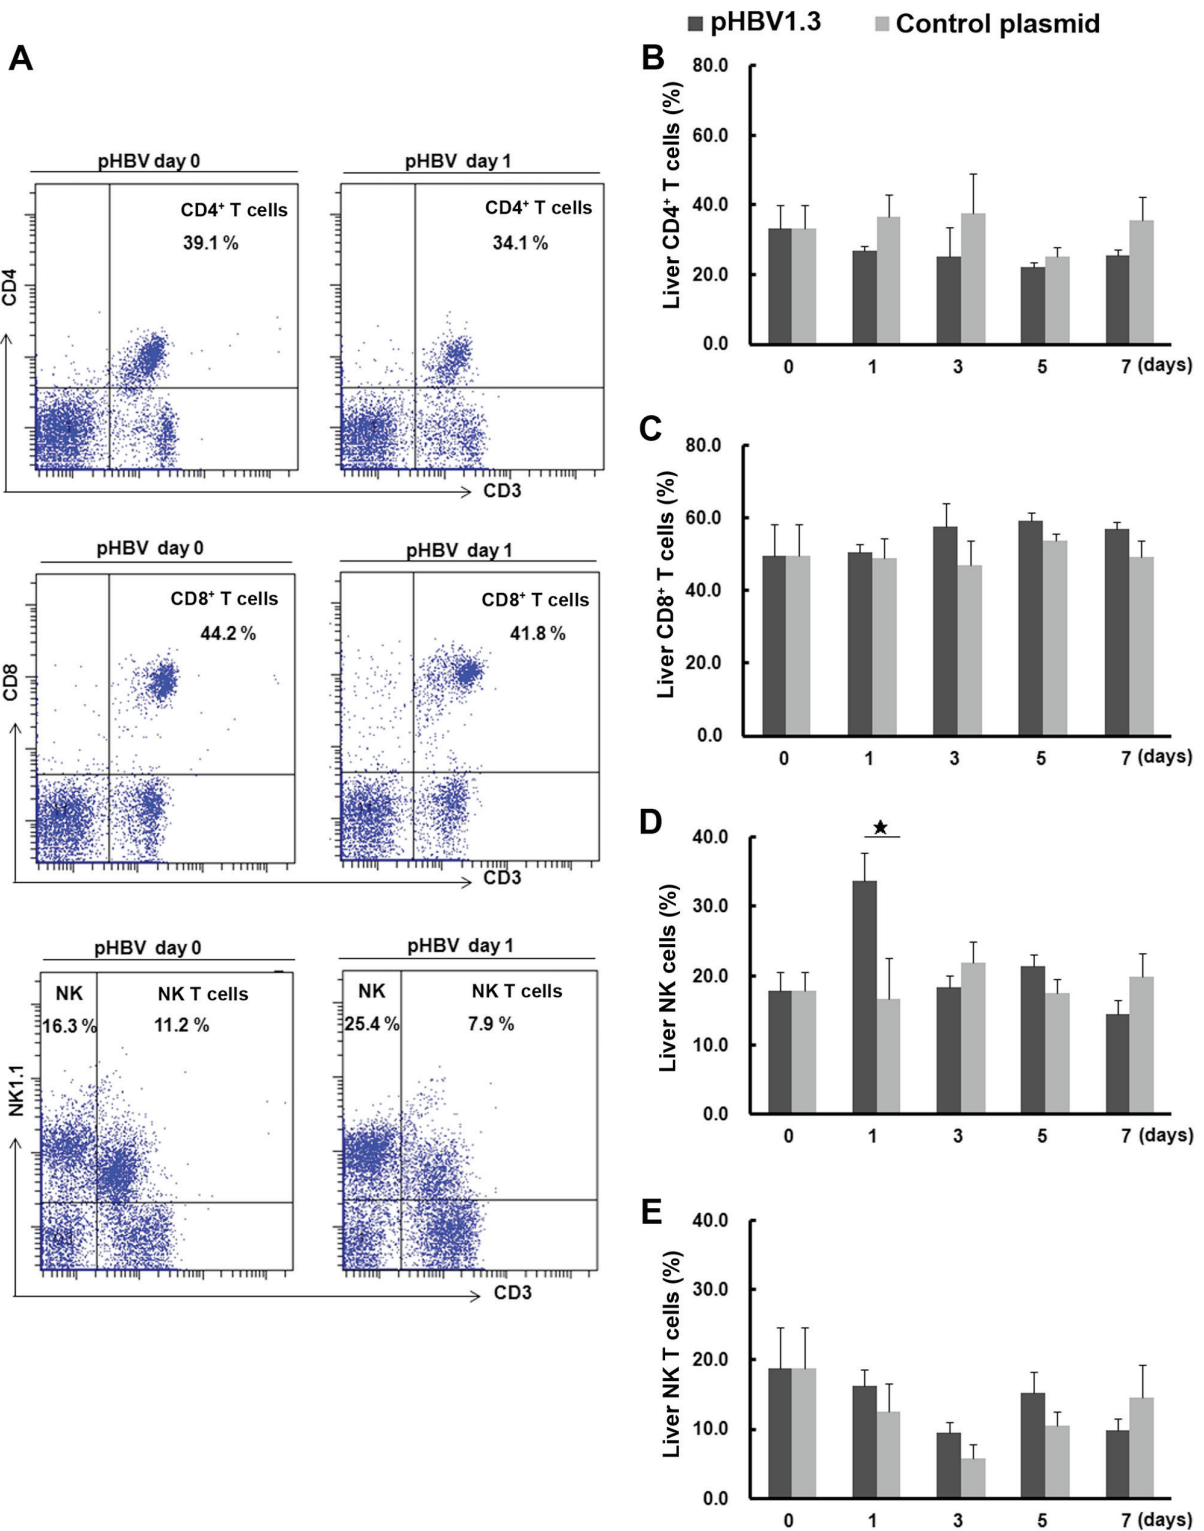 pHBV1.3 Control plasmid
A
pHBV day 0
pHBV day 1
CD4⁺ T cells
39.1 %
CD4⁺ T cells
34.1 %
CD4
CD3
pHBV day 0
pHBV day 1
CD8⁺ T cells
44.2 %
CD8⁺ T cells
41.8 %
CD8
CD3
pHBV day 0
pHBV day 1
NK
NK T cells
16.3 %
11.2 %
NK
NK T cells
25.4 %
7.9 %
NK1.1
CD3
B
Liver CD4⁺ T cells (%)
80.0
60.0
40.0
20.0
0.0
0 1 3 5 7 (days)
C
Liver CD8⁺ T cells (%)
80.0
60.0
40.0
20.0
0.0
0 1 3 5 7 (days)
D
Liver NK cells (%)
40.0
30.0
20.0
10.0
0.0
0 1 3 5 7 (days)
E
Liver NK T cells (%)
40.0
30.0
20.0
10.0
0.0
0 1 3 5 7 (days)